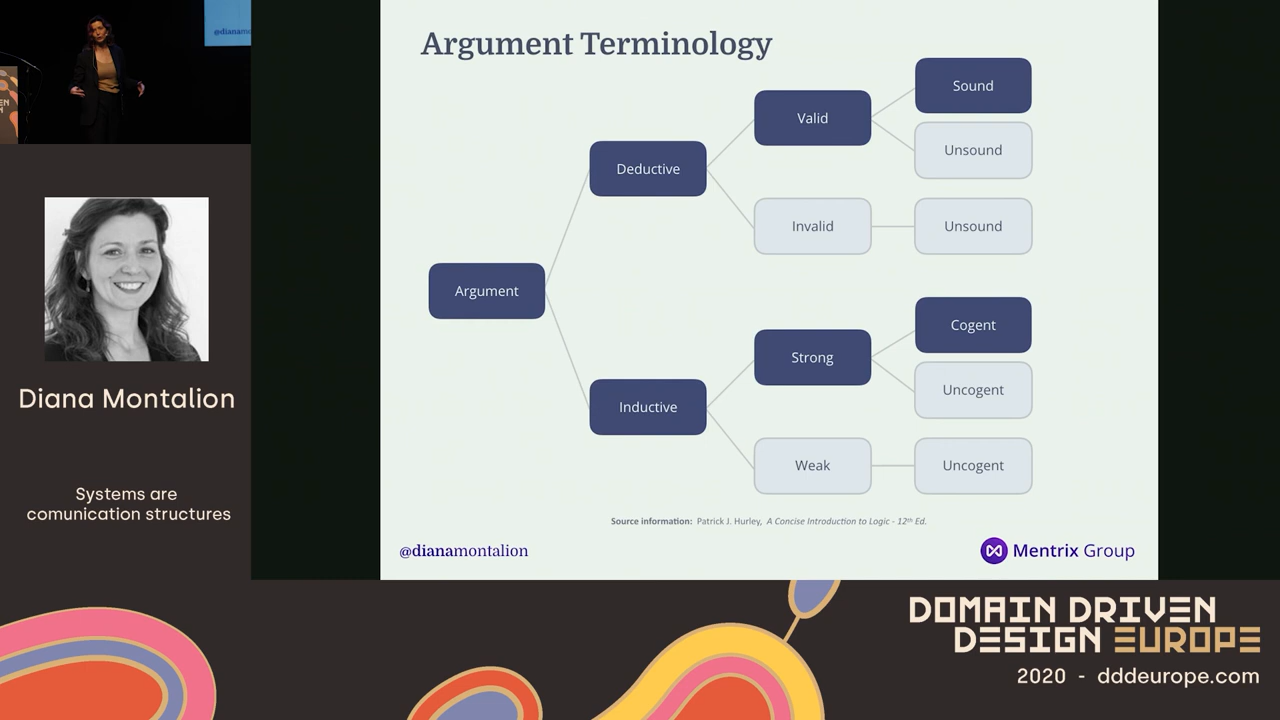 @dianamo
EN
Diana Montalion
Systems are
comunication structures
Argument Terminology
Argument
Deductive
Inductive
Valid
Invalid
Strong
Weak
Sound
Unsound
Unsound
Cogent
Uncogent
Uncogent
Source information: Patrick J. Hurley, A Concise Introduction to Logic - 12th Ed.
@dianamontalion
Mentrix Group
DOMAIN DRIVEN
DESIGN EUROPE
2020 - dddeurope.com